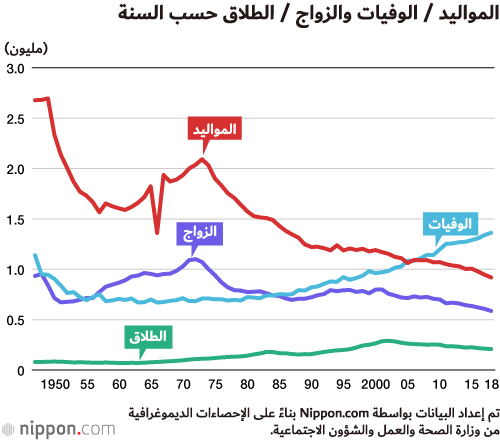 المواليد / الوفيات والزواج / الطلاق حسب السنة
(مليون)
3.0
2.5
2.0
1.5
1.0
0.5
0
المواليد
الزواج
الوفيات
الطلاق
1950 55 60 65 70 75 80 85 90 95 2000 05 10 15 18
تم إعداد البيانات بواسطة Nippon.com بناءً على الإحصاءات الديموغرافية
من وزارة الصحة والعمل والشؤون الاجتماعية.
nippon.com